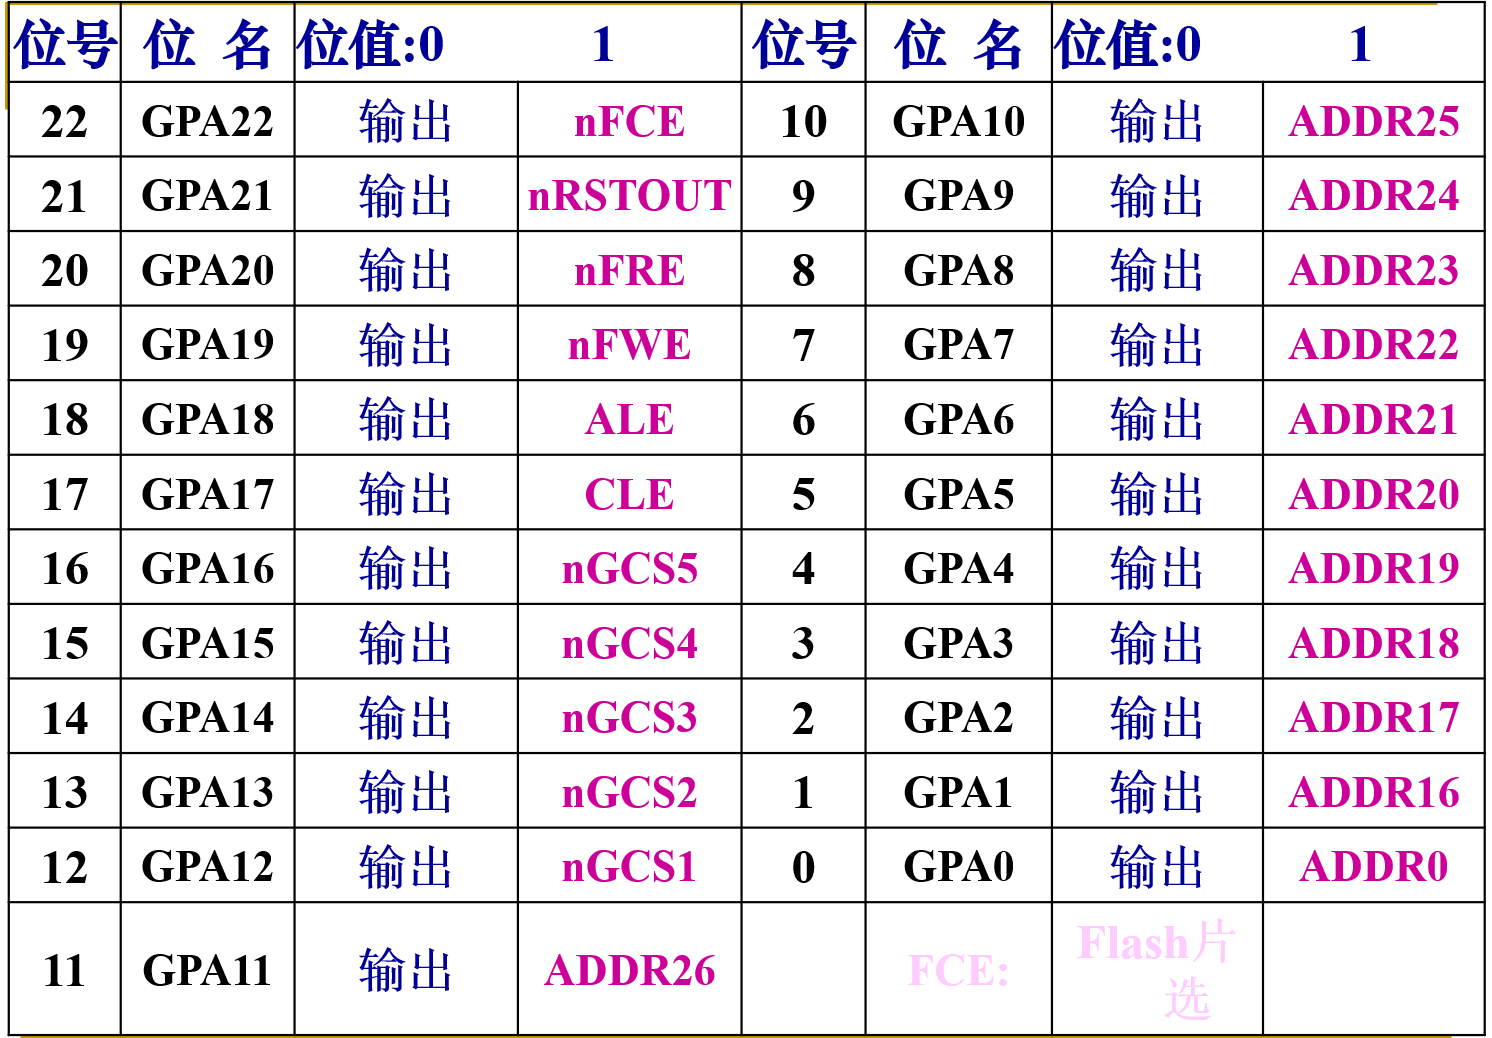 位号 位 名 位值:0 1 位号 位 名 位值:0 1
22 GPA22 输出 nFCE 10 GPA10 输出 ADDR25
21 GPA21 输出 nRSTOUT 9 GPA9 输出 ADDR24
20 GPA20 输出 nFRE 8 GPA8 输出 ADDR23
19 GPA19 输出 nFWE 7 GPA7 输出 ADDR22
18 GPA18 输出 ALE 6 GPA6 输出 ADDR21
17 GPA17 输出 CLE 5 GPA5 输出 ADDR20
16 GPA16 输出 nGCS5 4 GPA4 输出 ADDR19
15 GPA15 输出 nGCS4 3 GPA3 输出 ADDR18
14 GPA14 输出 nGCS3 2 GPA2 输出 ADDR17
13 GPA13 输出 nGCS2 1 GPA1 输出 ADDR16
12 GPA12 输出 nGCS1 0 GPA0 输出 ADDR0
11 GPA11 输出 ADDR26 FCE: Flash片
选